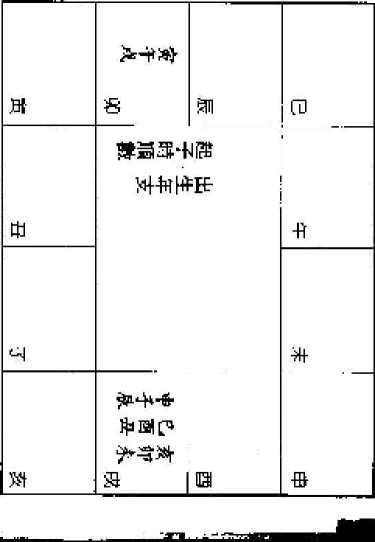 巳
午
未
申
辰
酉
出生年支
起子時順數
卯
寅午戌
戌
亥卯未
巳酉丑
申子辰
寅
丑
子
亥